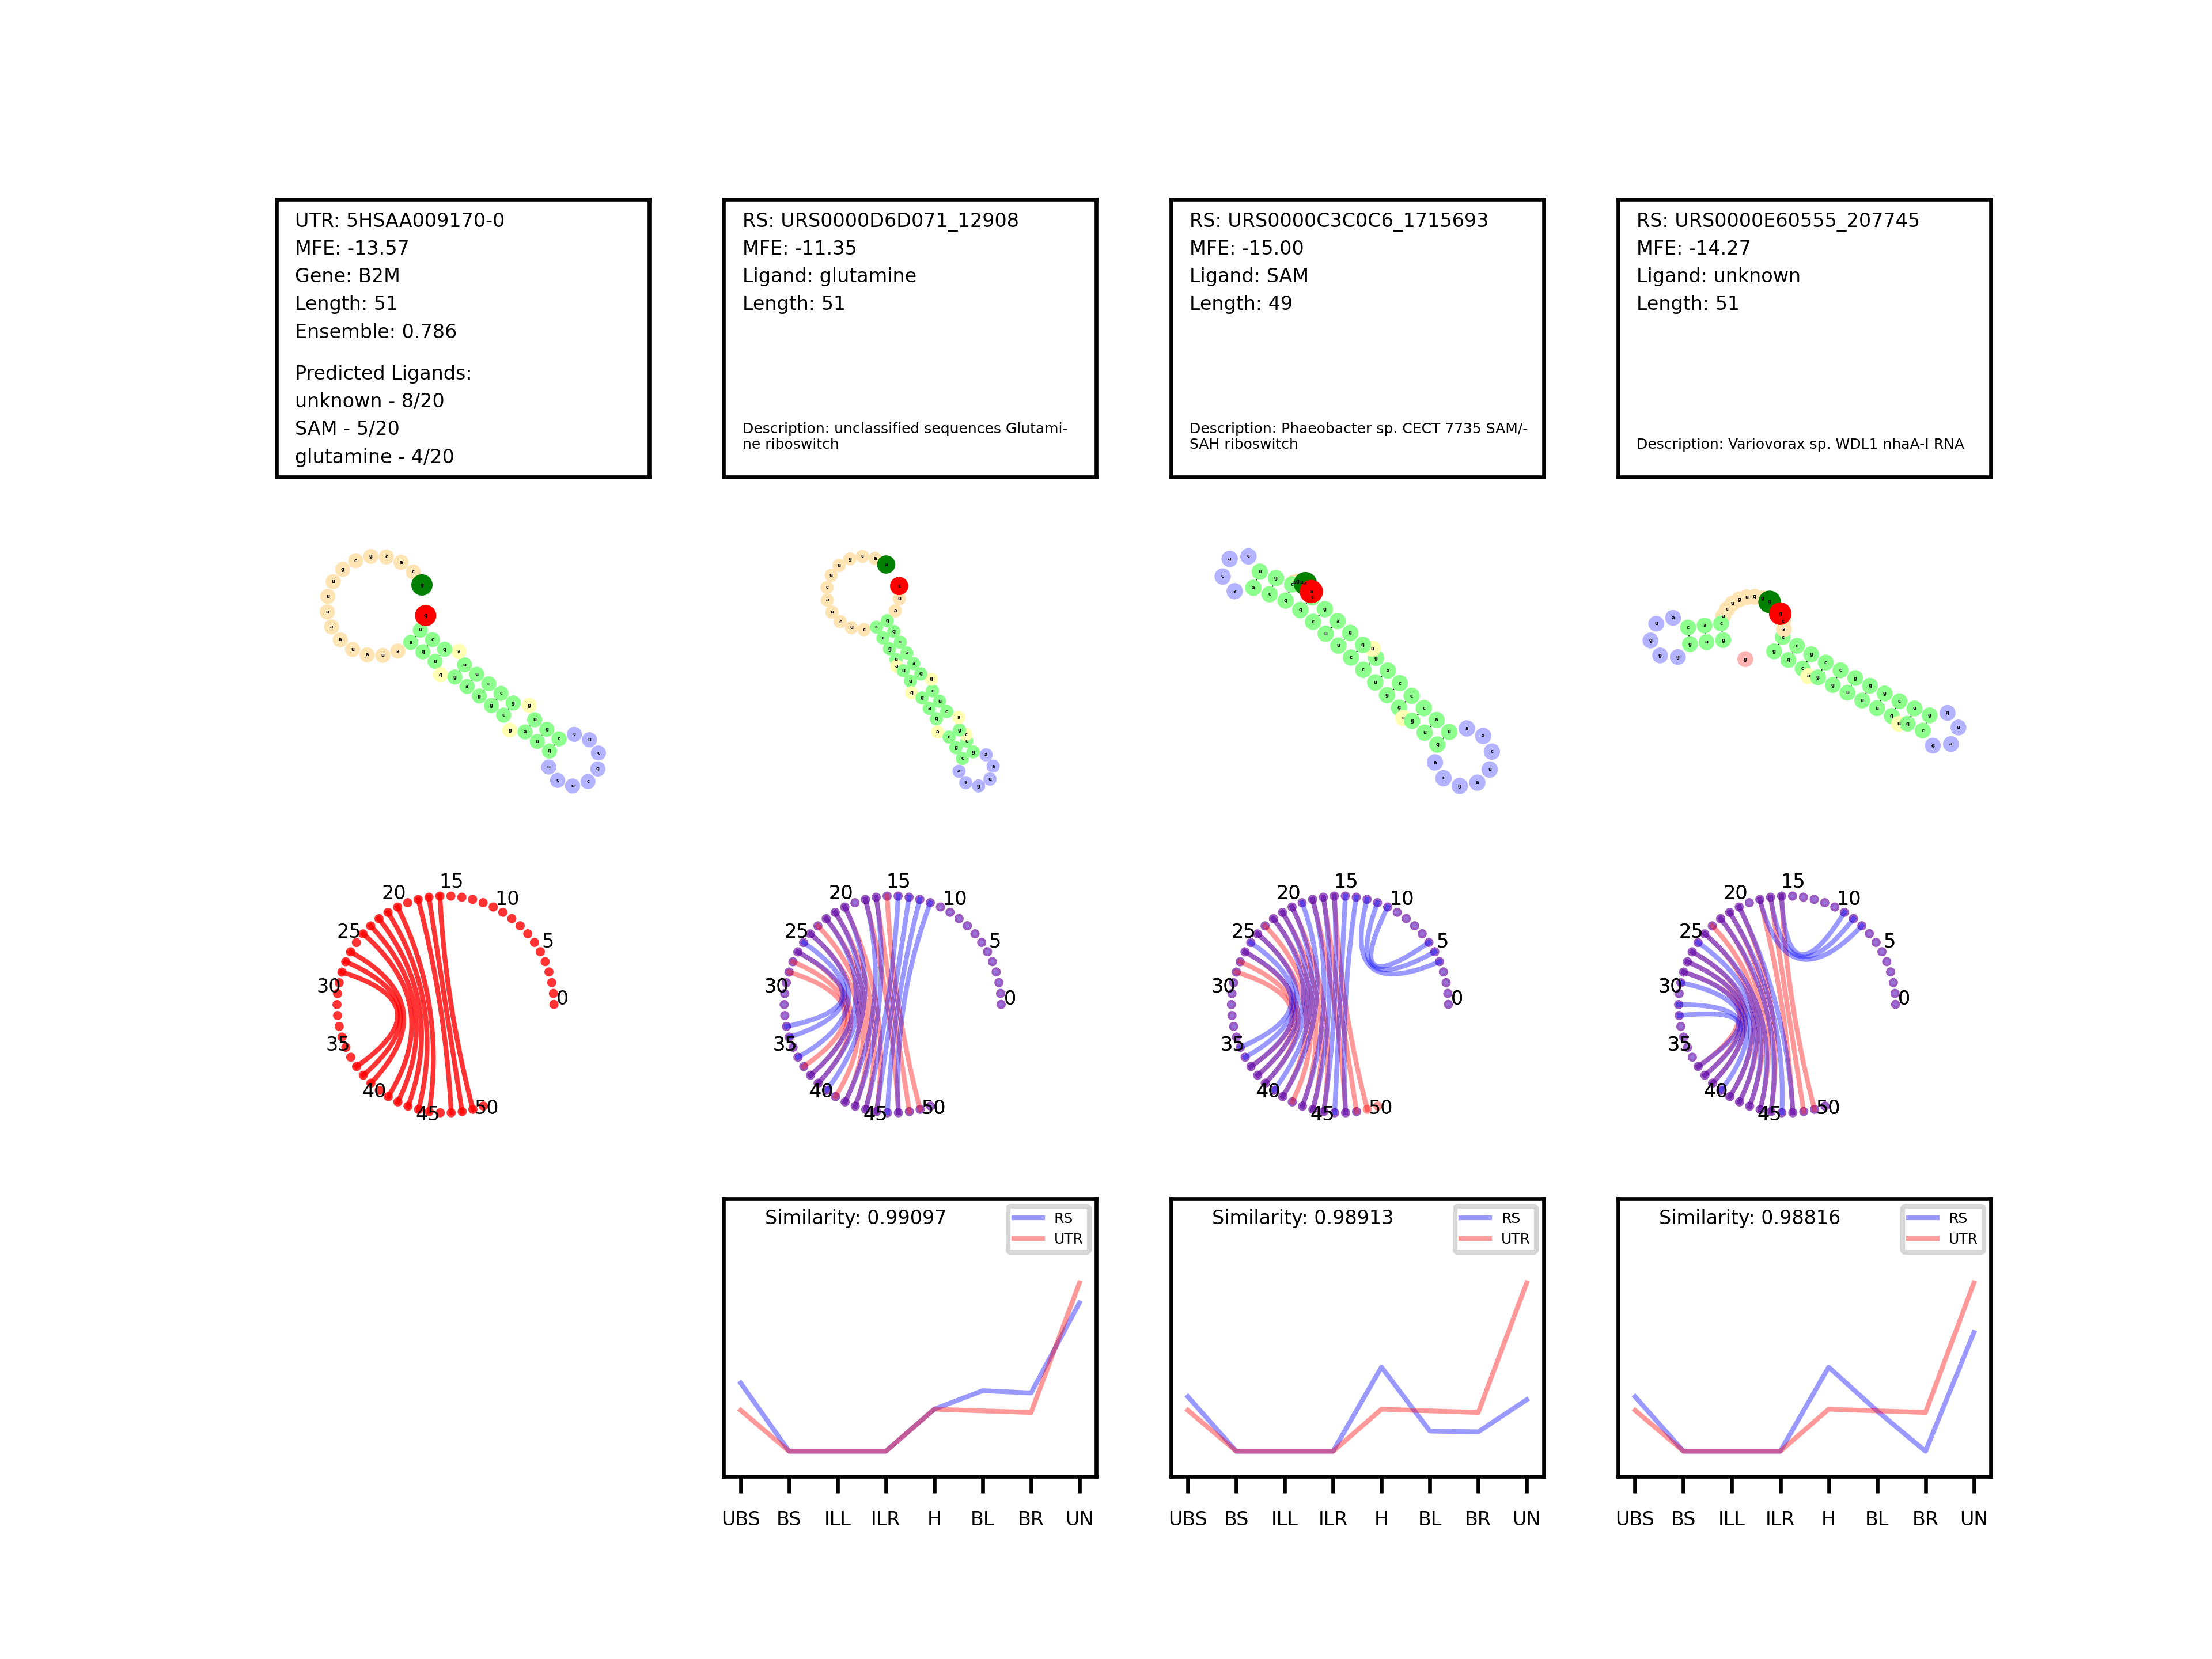 UTR: 5HSAA009170-0
MFE: -13.57
Gene: B2M
Length: 51
Ensemble: 0.786
Predicted Ligands:
unknown - 8/20
SAM - 5/20
glutamine - 4/20
RS: URS0000D6D071_12908
MFE: -11.35
Ligand: glutamine
Length: 51
Description: unclassified sequences Glutami-
ne riboswitch
RS: URS0000C3C0C6_1715693
MFE: -15.00
Ligand: SAM
Length: 49
Description: Phaeobacter sp. CECT 7735 SAM/-
SAH riboswitch
RS: URS0000E60555_207745
MFE: -14.27
Ligand: unknown
Length: 51
Description: Variovorax sp. WDL1 nhaA-I RNA
0
5
10
15
20
25
30
35
40
45
50
0
5
10
15
20
25
30
35
40
45
50
0
5
10
15
20
25
30
35
40
45
50
0
5
10
15
20
25
30
35
40
45
50
Similarity: 0.99097
RS
UTR
UBS BS ILL ILR H BL BR UN
Similarity: 0.98913
RS
UTR
UBS BS ILL ILR H BL BR UN
Similarity: 0.98816
RS
UTR
UBS BS ILL ILR H BL BR UN